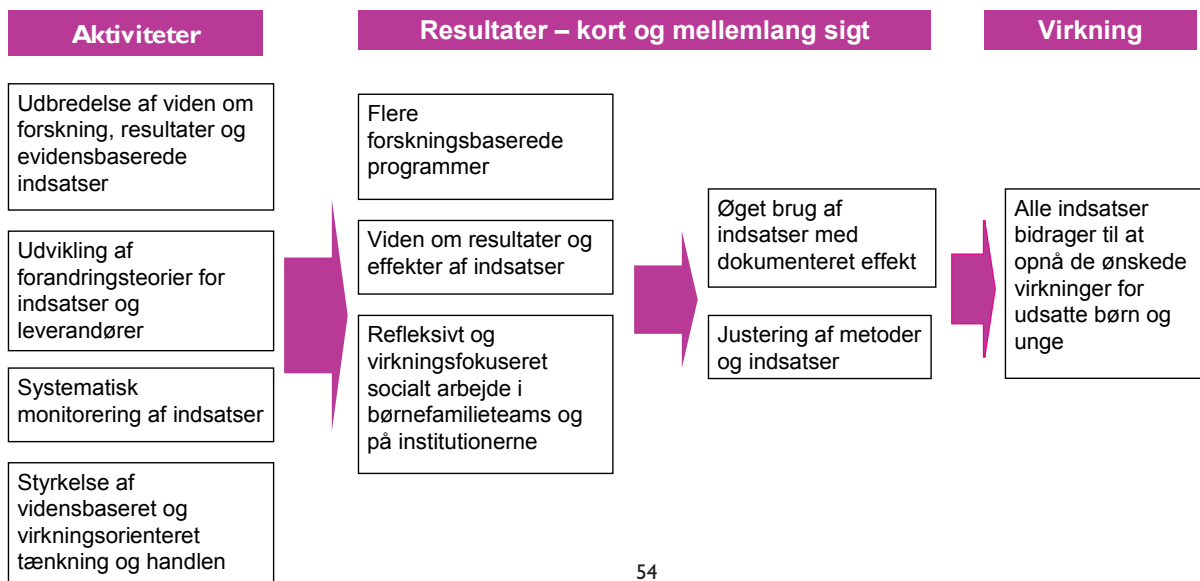 Aktiviteter
Udbredelse af viden om
forskning, resultater og
evidensbaserede
indsatser
Udvikling af
forandringsteorier for
indsatser og
leverandører
Systematisk
monitorering af indsatser
Styrkelse af
vidensbaseret og
virkningsorienteret
tænkning og handlen
Resultater – kort og mellemlang sigt
Flere
forskningsbaserede
programmer
Viden om resultater og
effekter af indsatser
Refleksivt og
virkningsfokuseret
socialt arbejde i
børnefamilieteams og
på institutionerne
Øget brug af
indsatser med
dokumenteret effekt
Justering af metoder
og indsatser
Virkning
Alle indsatser
bidrager til at
opnå de ønskede
virkninger for
udsatte børn og
unge
54